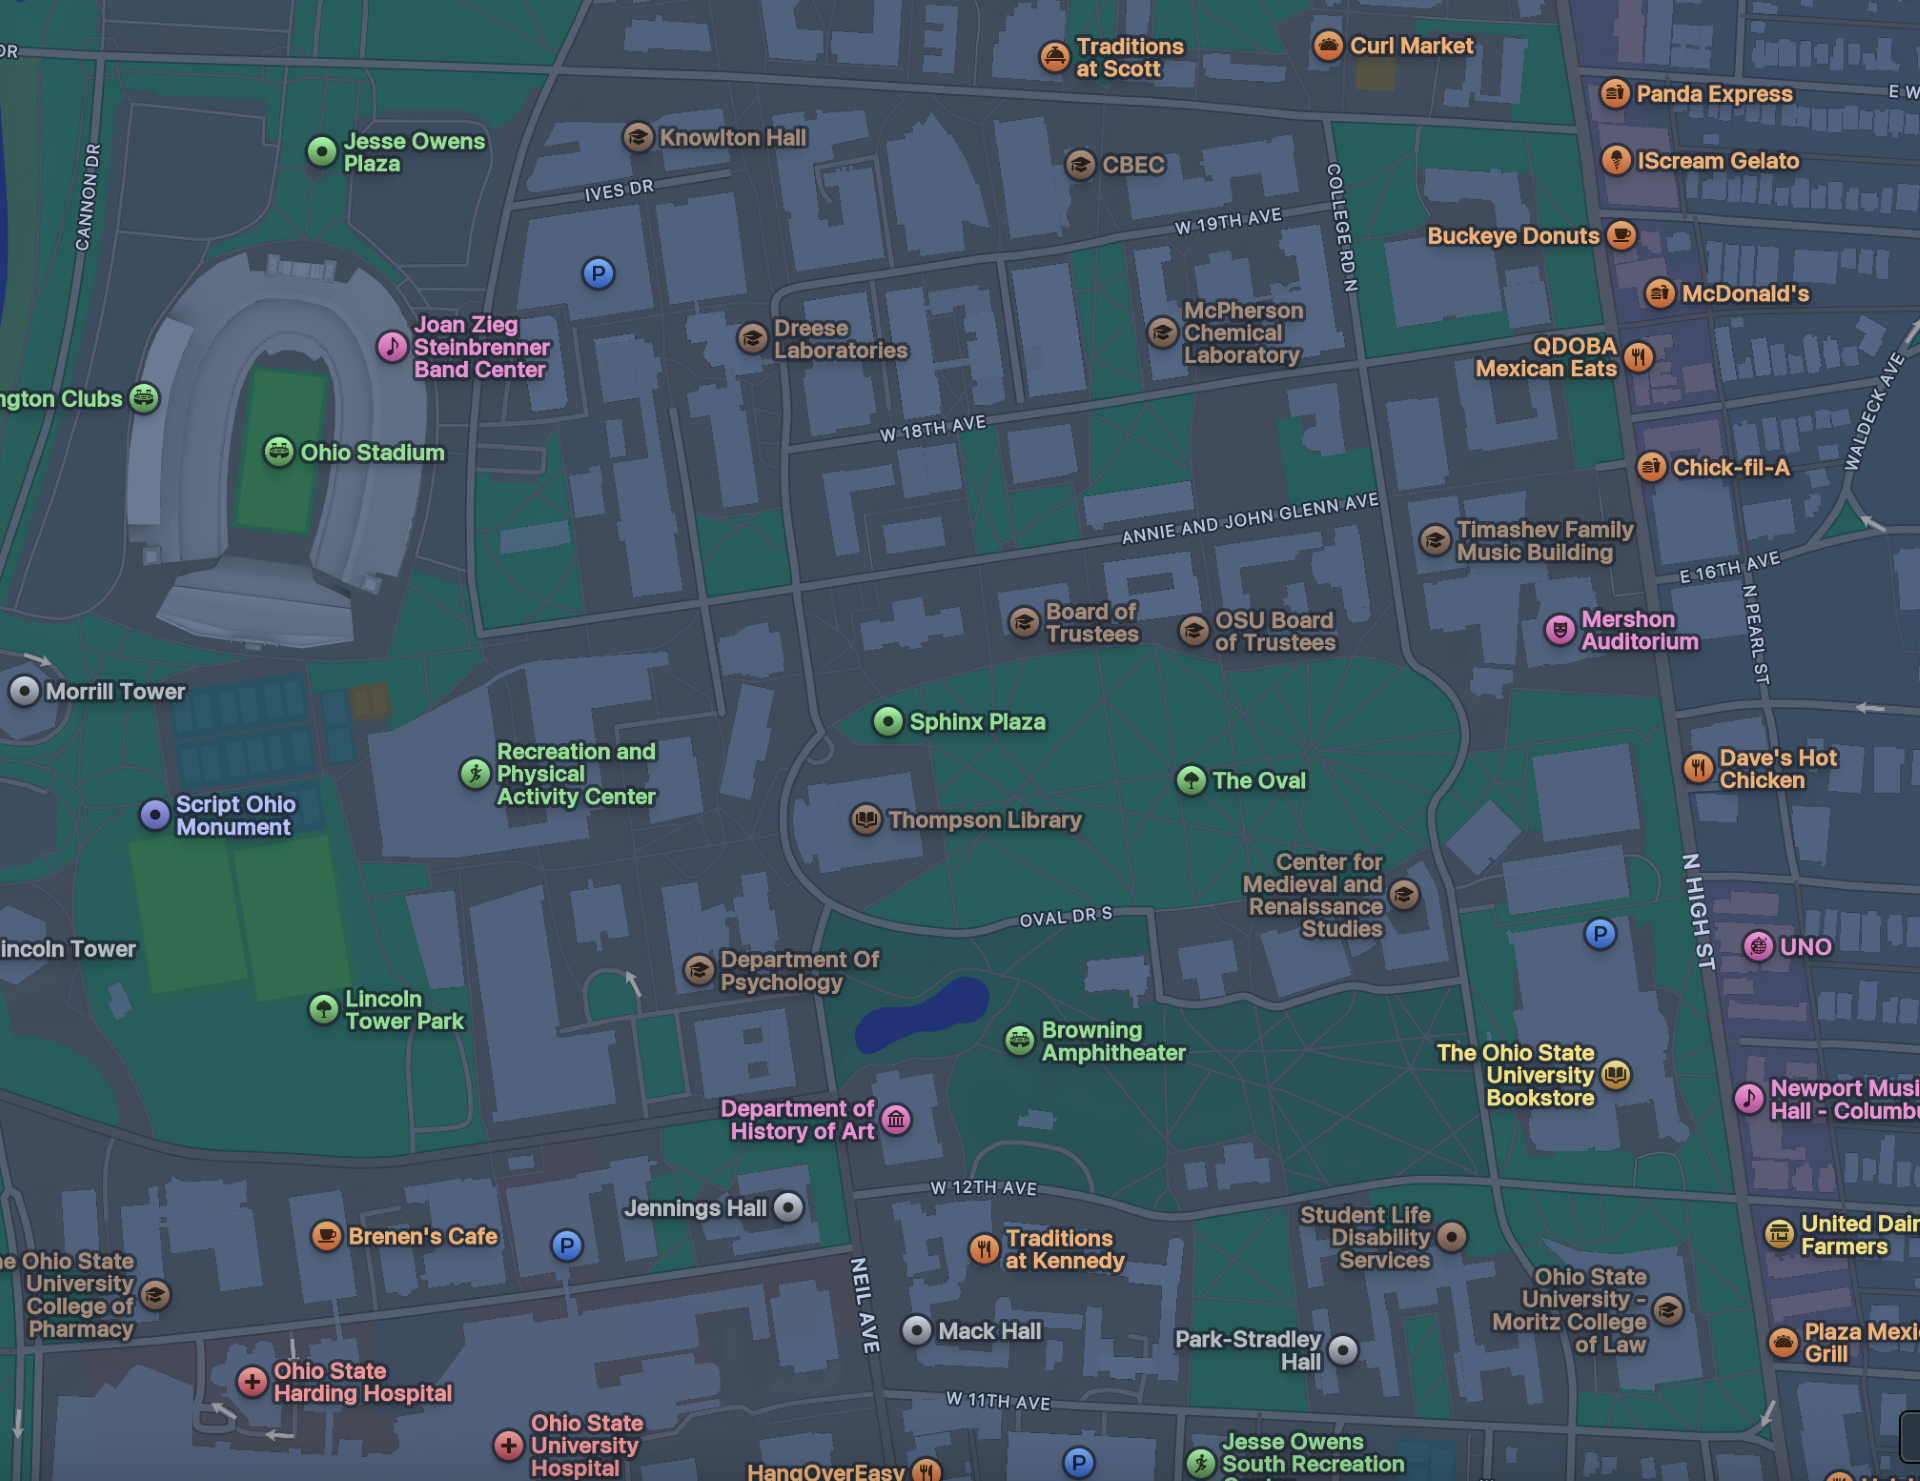 DR
Traditions
at Scott
Curl Market
Panda Express
E W
Jesse Owens
Plaza
Knowlton Hall
CBEC
IScream Gelato
CANNON DR
IVES DR
COLLEGE RD N
W 19TH AVE
Buckeye Donuts
McDonald's
Joan Zieg
Steinbrenner
Band Center
Dreese
Laboratories
McPherson
Chemical
Laboratory
QDOBA
Mexican Eats
ngton Clubs
WALDECK AVE
W 18TH AVE
Ohio Stadium
Chick-fil-A
ANNIE AND JOHN GLENN AVE
Timashev Family
Music Building
E 16TH AVE
Board of
Trustees
OSU Board
of Trustees
Mershon
Auditorium
N PEARL ST
Morrill Tower
Sphinx Plaza
Recreation and
Physical
Activity Center
The Oval
Dave's Hot
Chicken
Script Ohio
Monument
Thompson Library
Center for
Medieval and
Renaissance
Studies
N HIGH ST
OVAL DR S
incoln Tower
UNO
Department Of
Psychology
Lincoln
Tower Park
Browning
Amphitheater
The Ohio State
University
Bookstore
Newport Musi
Hall - Columbu
Department of
History of Art
W 12TH AVE
Jennings Hall
Brenen's Cafe
Traditions
at Kennedy
Student Life
Disability
Services
United Dair
Farmers
e Ohio State
University
College of
Pharmacy
NEIL AVE
Ohio State
University -
Moritz College
of Law
Mack Hall
Park-Stradley
Hall
Plaza Mexi
Grill
Ohio State
Harding Hospital
W 11TH AVE
Ohio State
University
Hospital
HangOverEasy
Jesse Owens
South Recreation
P
P
P
P